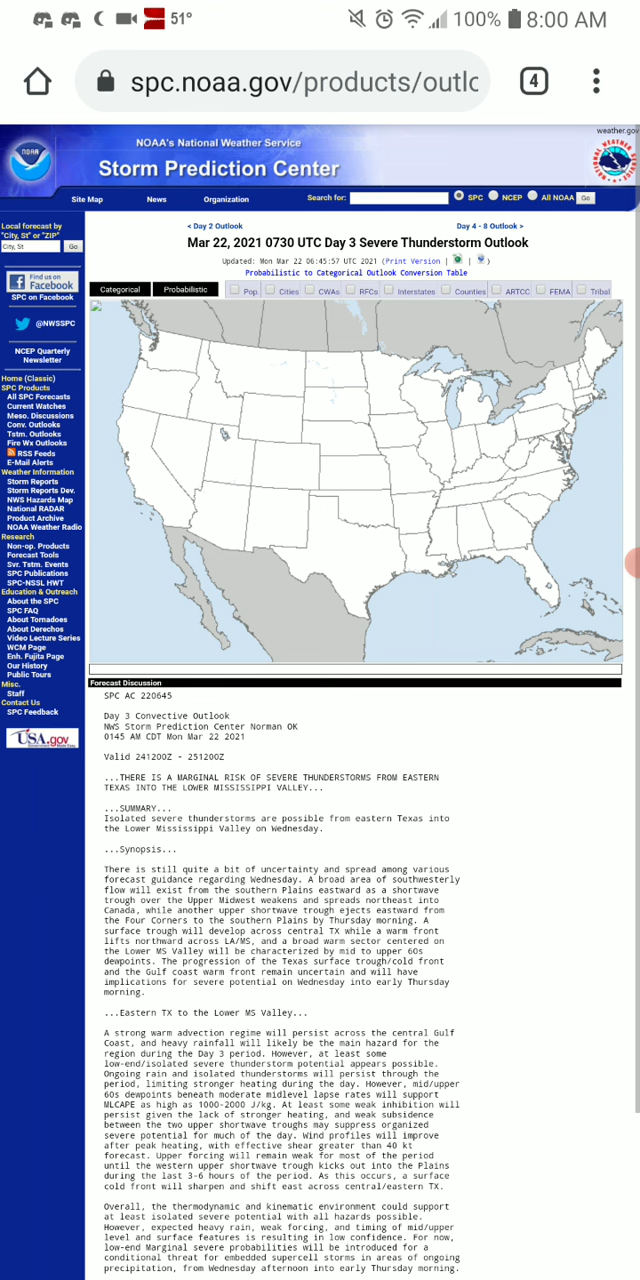 51° 100% 8:00 AM
spc.noaa.gov/products/outlc 4
weather.gov
NOAA's National Weather Service
Storm Prediction Center
NOAA
Site Map News Organization Search for: SPC NCEP All NOAA Go
Local forecast by
"City, St" or "ZIP"
City, St Go
Find us on
Facebook
SPC on Facebook
@NWSSPC
NCEP Quarterly
Newsletter
Home (Classic)
SPC Products
All SPC Forecasts
Current Watches
Meso. Discussions
Conv. Outlooks
Tstm. Outlooks
Fire Wx Outlooks
RSS Feeds
E-Mail Alerts
Weather Information
Storm Reports
Storm Reports Dev.
NWS Hazards Map
National RADAR
Product Archive
NOAA Weather Radio
Research
Non-op. Products
Forecast Tools
Svr. Tstm. Events
SPC Publications
SPC-NSSL HWT
Education & Outreach
About the SPC
SPC FAQ
About Tornadoes
About Derechos
Video Lecture Series
WCM Page
Enh. Fujita Page
Our History
Public Tours
Misc.
Staff
Contact Us
SPC Feedback
USA.gov
< Day 2 Outlook Day 4 - 8 Outlook >
Mar 22, 2021 0730 UTC Day 3 Severe Thunderstorm Outlook
Updated: Mon Mar 22 06:45:57 UTC 2021 (Print Version | | )
Probabilistic to Categorical Outlook Conversion Table
Categorical Probabilistic Pop. Cities CWAs RFCs Interstates Counties ARTCC FEMA Tribal
Forecast Discussion
SPC AC 220645
Day 3 Convective Outlook
NWS Storm Prediction Center Norman OK
0145 AM CDT Mon Mar 22 2021
Valid 241200Z - 251200Z
...THERE IS A MARGINAL RISK OF SEVERE THUNDERSTORMS FROM EASTERN
TEXAS INTO THE LOWER MISSISSIPPI VALLEY...
...SUMMARY...
Isolated severe thunderstorms are possible from eastern Texas into
the Lower Mississippi Valley on Wednesday.
...Synopsis...
There is still quite a bit of uncertainty and spread among various
forecast guidance regarding Wednesday. A broad area of southwesterly
flow will exist from the southern Plains eastward as a shortwave
trough over the Upper Midwest weakens and spreads northeast into
Canada, while another upper shortwave trough ejects eastward from
the Four Corners to the southern Plains by Thursday morning. A
surface trough will develop across central TX while a warm front
lifts northward across LA/MS, and a broad warm sector centered on
the Lower MS Valley will be characterized by mid to upper 60s
dewpoints. The progression of the Texas surface trough/cold front
and the Gulf coast warm front remain uncertain and will have
implications for severe potential on Wednesday into early Thursday
morning.
...Eastern TX to the Lower MS Valley...
A strong warm advection regime will persist across the central Gulf
Coast, and heavy rainfall will likely be the main hazard for the
region during the Day 3 period. However, at least some
low-end/isolated severe thunderstorm potential appears possible.
Ongoing rain and isolated thunderstorms will persist through the
period, limiting stronger heating during the day. However, mid/upper
60s dewpoints beneath moderate midlevel lapse rates will support
MLCAPE as high as 1000-2000 J/kg. At least some weak inhibition will
persist given the lack of stronger heating, and weak subsidence
between the two upper shortwave troughs may suppress organized
severe potential for much of the day. Wind profiles will improve
after peak heating, with effective shear greater than 40 kt
forecast. Upper forcing will remain weak for most of the period
until the western upper shortwave trough kicks out into the Plains
during the last 3-6 hours of the period. As this occurs, a surface
cold front will sharpen and shift east across central/eastern TX.
Overall, the thermodynamic and kinematic environment could support
at least isolated severe potential with all hazards possible.
However, expected heavy rain, weak forcing, and timing of mid/upper
level and surface features is resulting in low confidence. For now,
low-end Marginal severe probabilities will be introduced for a
conditional threat for embedded supercell storms in areas of ongoing
precipitation, from Wednesday afternoon into early Thursday morning.